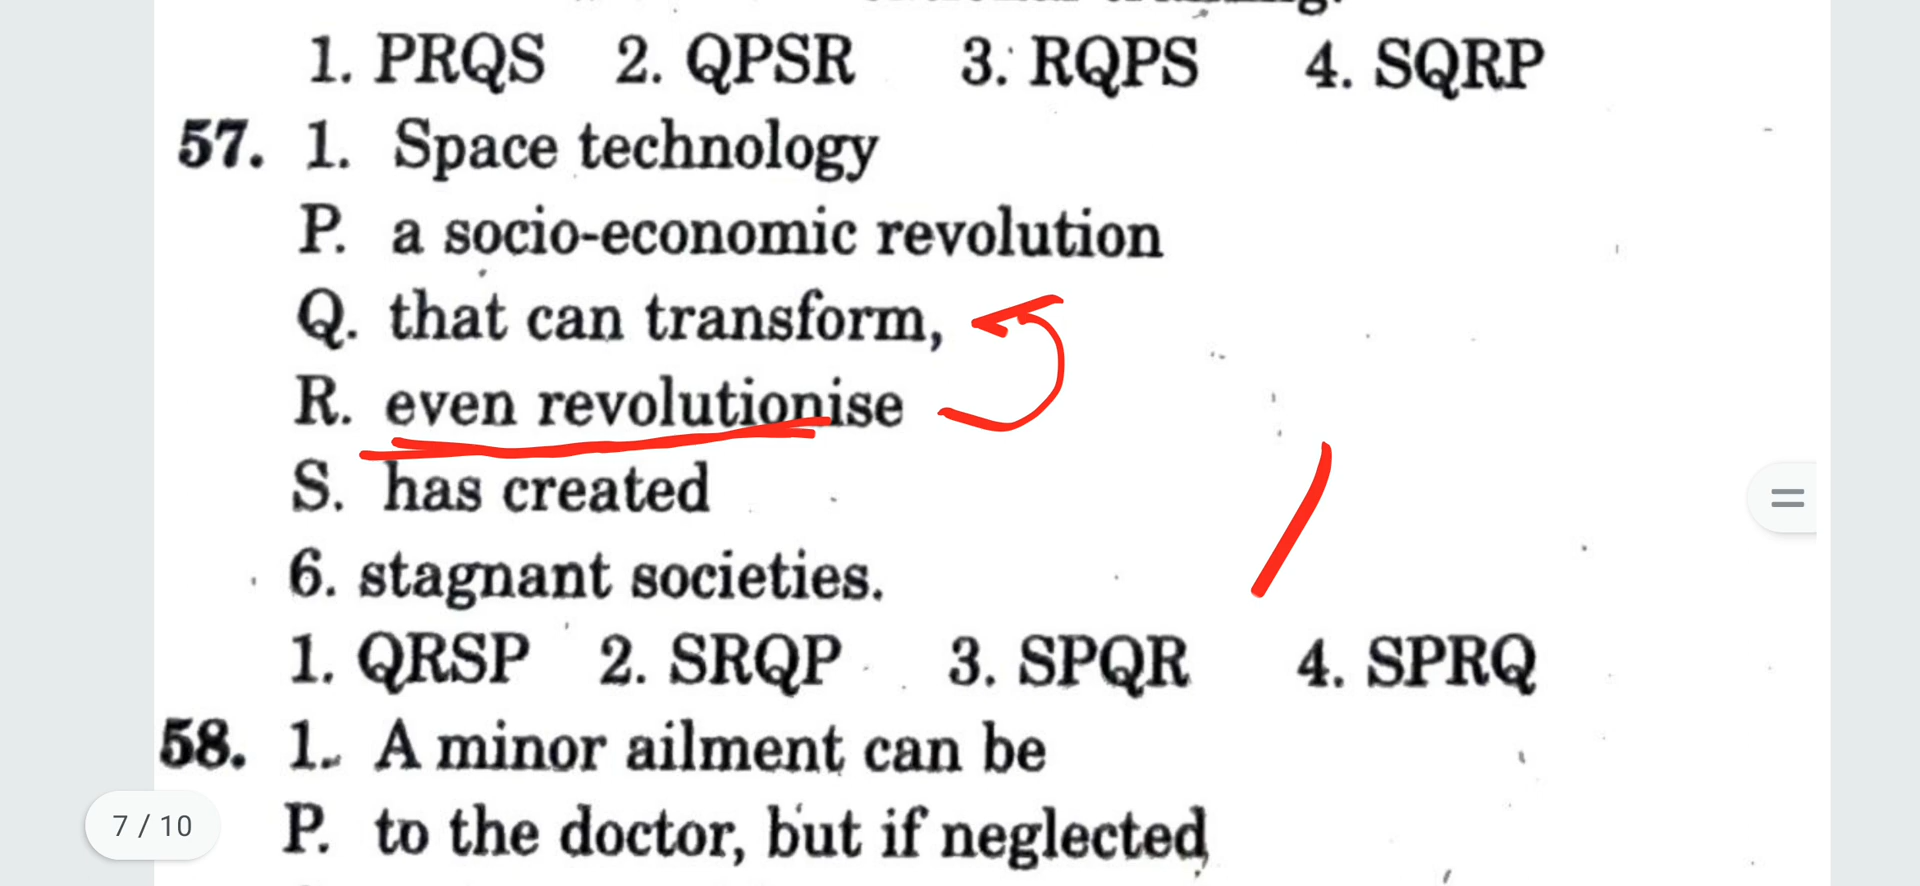 1. PRQS 2. QPSR 3. RQPS 4. SQRP
57. 1. Space technology
P. a socio-economic revolution
Q. that can transform,
R. even revolutionise
S. has created
6. stagnant societies.
1. QRSP 2. SRQP 3. SPQR 4. SPRQ
58. 1. A minor ailment can be
P. to the doctor, but if neglected,
7 / 10